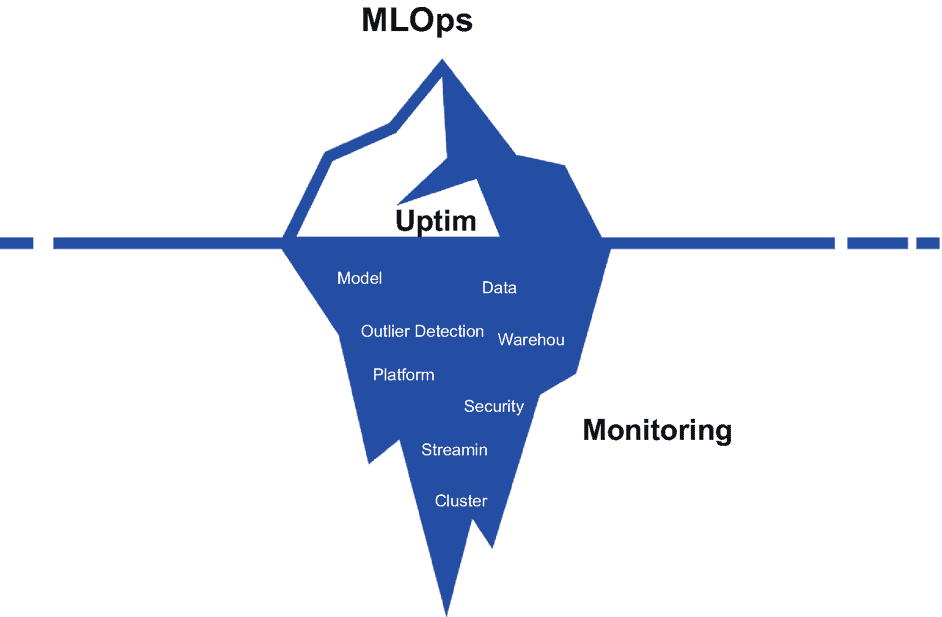 MLOps
Uptim
Model
Data
Outlier Detection
Warehou
Platform
Security
Monitoring
Streamin
Cluster